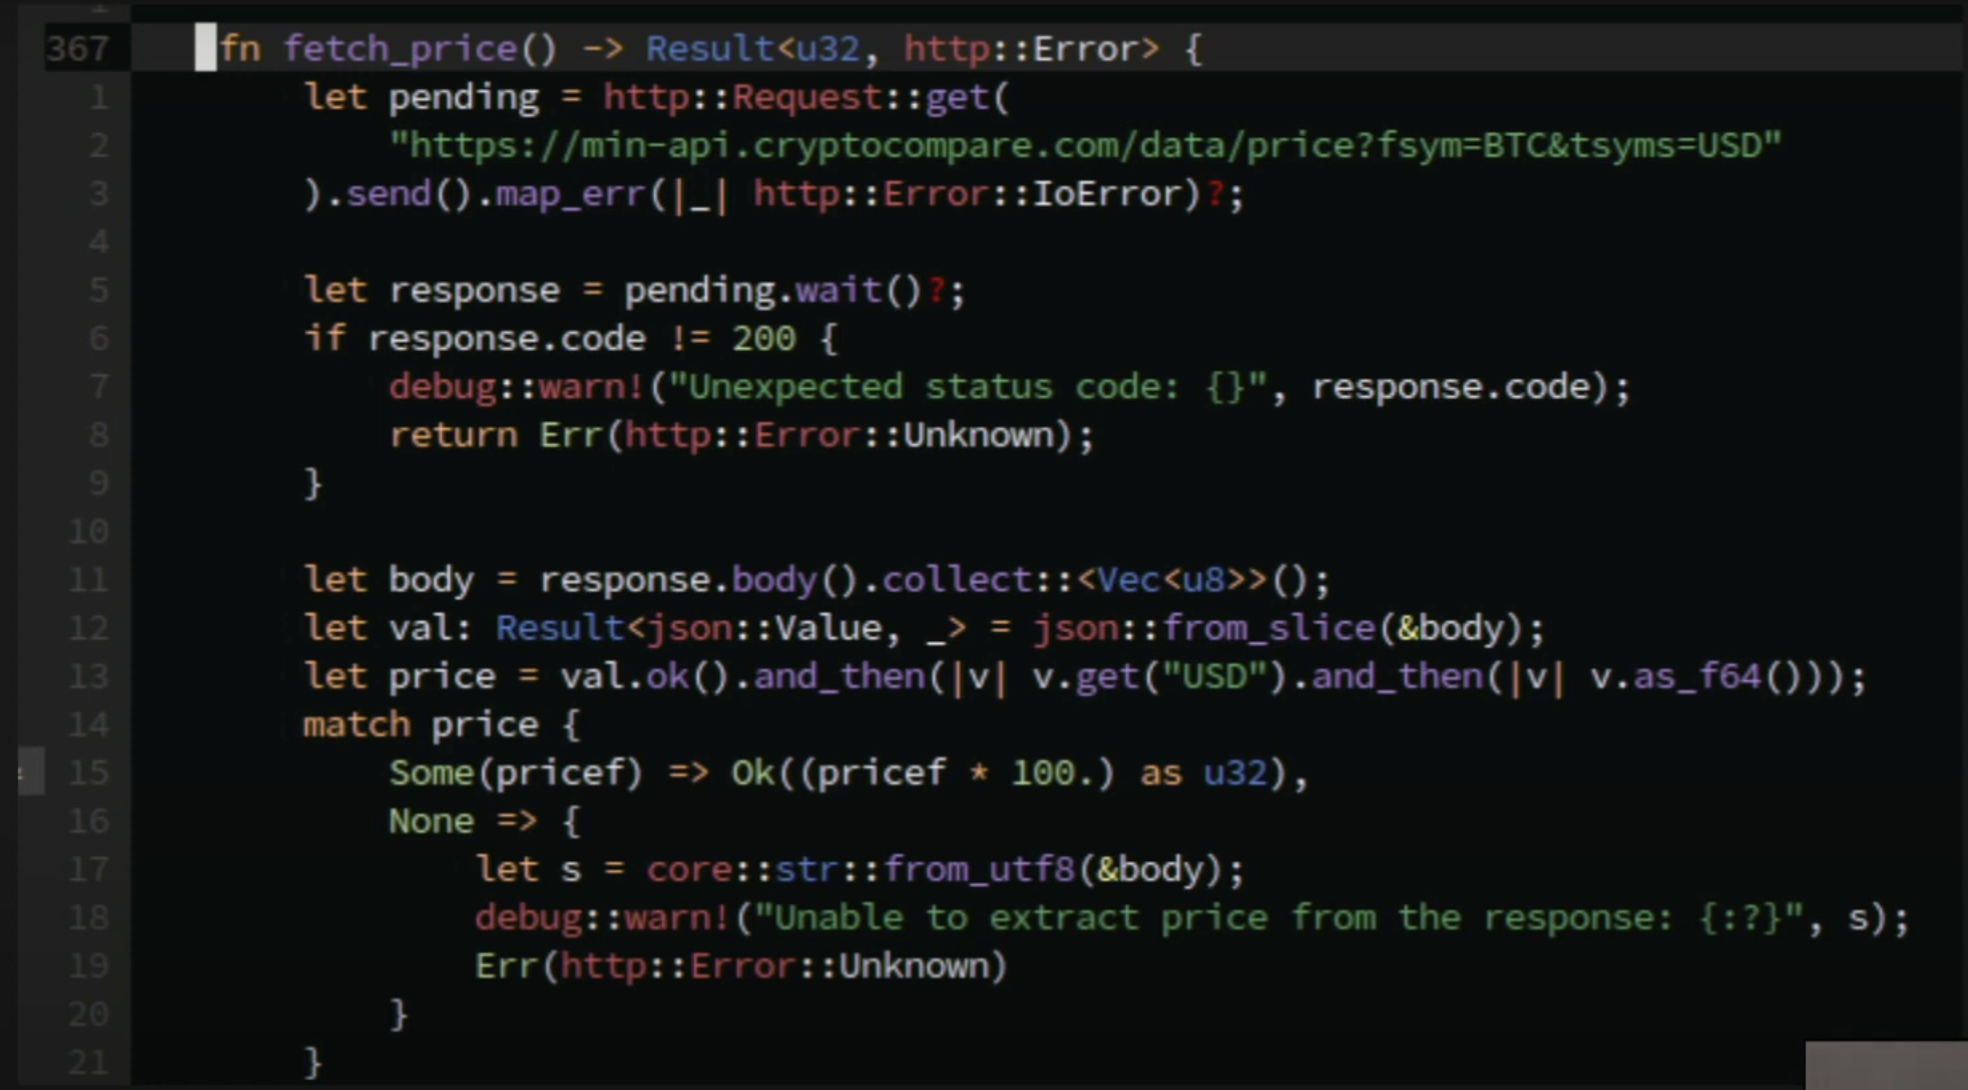 367 fn fetch_price() -> Result<u32, http::Error> {
1 let pending = http::Request::get(
2 "https://min-api.cryptocompare.com/data/price?fsym=BTC&tsyms=USD"
3 ).send().map_err(|_| http::Error::IoError)?;
4
5 let response = pending.wait()?;
6 if response.code != 200 {
7 debug::warn!("Unexpected status code: {}", response.code);
8 return Err(http::Error::Unknown);
9 }
10
11 let body = response.body().collect::<Vec<u8>>();
12 let val: Result<json::Value, _> = json::from_slice(&body);
13 let price = val.ok().and_then(|v| v.get("USD").and_then(|v| v.as_f64()));
14 match price {
15 Some(pricef) => Ok((pricef * 100.) as u32),
16 None => {
17 let s = core::str::from_utf8(&body);
18 debug::warn!("Unable to extract price from the response: {:?}", s);
19 Err(http::Error::Unknown)
20 }
21 }